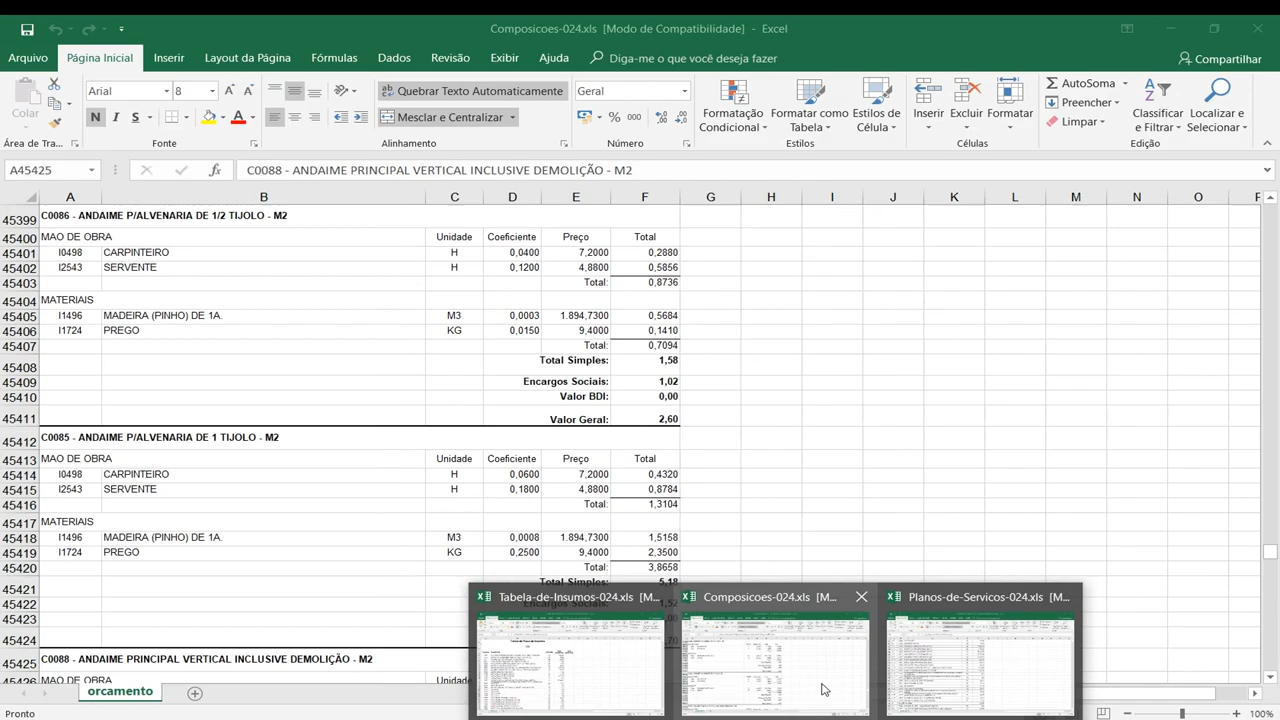 Composicoes-024.xls [Modo de Compatibilidade] - Excel
Arquivo Página Inicial Inserir Layout da Página Fórmulas Dados Revisão Exibir Ajuda Diga-me o que você deseja fazer Compartilhar
Arial 8 Quebrar Texto Automaticamente Geral AutoSoma
Colar N I S Mesclar e Centralizar % 000 Formatação Condicional Formatar como Tabela Estilos de Célula Inserir Excluir Formatar Preencher Limpar Classificar e Filtrar Localizar e Selecionar
Área de Tra... Fonte Alinhamento Número Estilos Células Edição
A45425 fx C0088 - ANDAIME PRINCIPAL VERTICAL INCLUSIVE DEMOLIÇÃO - M2
A B C D E F G H I J K L M N O
45399 C0086 - ANDAIME P/ALVENARIA DE 1/2 TIJOLO - M2
45400 MAO DE OBRA Unidade Coeficiente Preço Total
45401 I0498 CARPINTEIRO H 0,0400 7,2000 0,2880
45402 I2543 SERVENTE H 0,1200 4,8800 0,5856
45403 Total: 0,8736
45404 MATERIAIS
45405 I1496 MADEIRA (PINHO) DE 1A. M3 0,0003 1.894,7300 0,5684
45406 I1724 PREGO KG 0,0150 9,4000 0,1410
45407 Total: 0,7094
45408 Total Simples: 1,58
45409 Encargos Sociais: 1,02
45410 Valor BDI: 0,00
45411 Valor Geral: 2,60
45412 C0085 - ANDAIME P/ALVENARIA DE 1 TIJOLO - M2
45413 MAO DE OBRA Unidade Coeficiente Preço Total
45414 I0498 CARPINTEIRO H 0,0600 7,2000 0,4320
45415 I2543 SERVENTE H 0,1800 4,8800 0,8784
45416 Total: 1,3104
45417 MATERIAIS
45418 I1496 MADEIRA (PINHO) DE 1A. M3 0,0008 1.894,7300 1,5158
45419 I1724 PREGO KG 0,2500 9,4000 2,3500
45420 Total: 3,8658
45421 Total Simples: 5,18
45422
45424
45425 C0088 - ANDAIME PRINCIPAL VERTICAL INCLUSIVE DEMOLIÇÃO - M2
45426 MAO DE OBRA
Tabela-de-Insumos-024.xls [M... Composicoes-024.xls [M... Planos-de-Servicos-024.xls [M...
orcamento
Pronto 100%